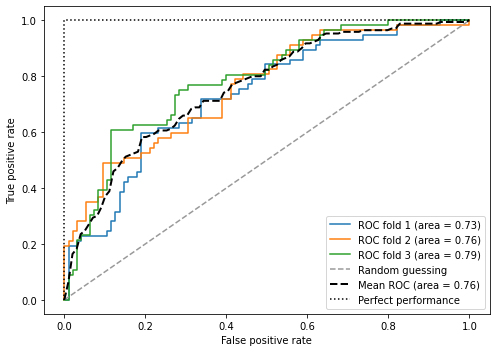 1.0
0.8
0.6
0.4
0.2
0.0
True positive rate
ROC fold 1 (area = 0.73)
ROC fold 2 (area = 0.76)
ROC fold 3 (area = 0.79)
Random guessing
Mean ROC (area = 0.76)
Perfect performance
0.0 0.2 0.4 0.6 0.8 1.0
False positive rate